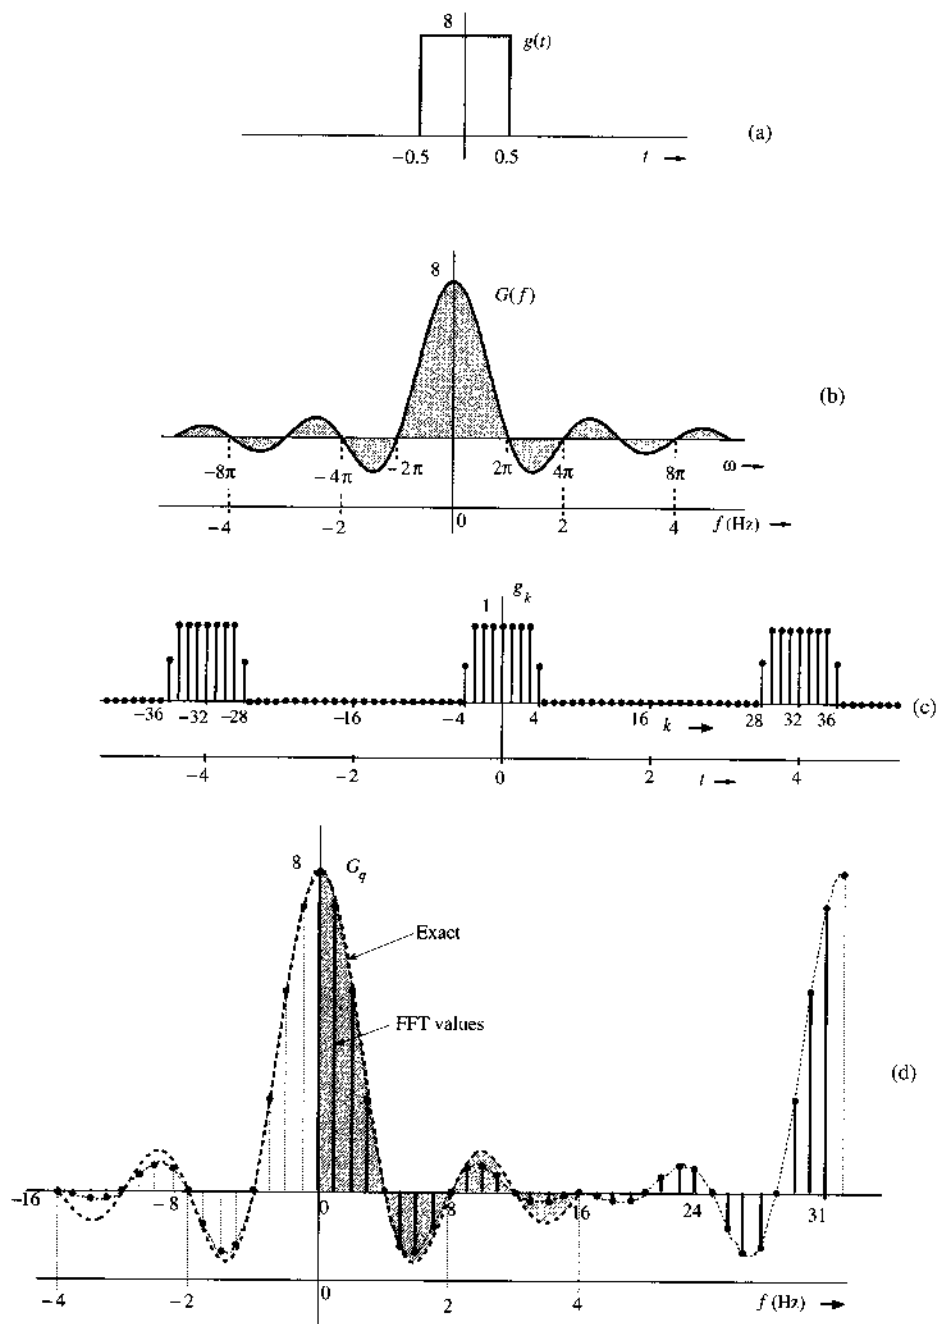 8
g(t)
−0.5 0.5 t
(a)
8
G(f)
(b)
−8π −4π −2π 2π 4π 8π ω
−4 −2 0 2 4 f (Hz)
g_k
1
−36 −32 −28 −16 −4 4 16 k 28 32 36 (c)
−4 −2 0 2 t 4
8 G_q
Exact
FFT values
(d)
−16 −8 0 8 16 24 31
−4 −2 0 2 4 f (Hz)